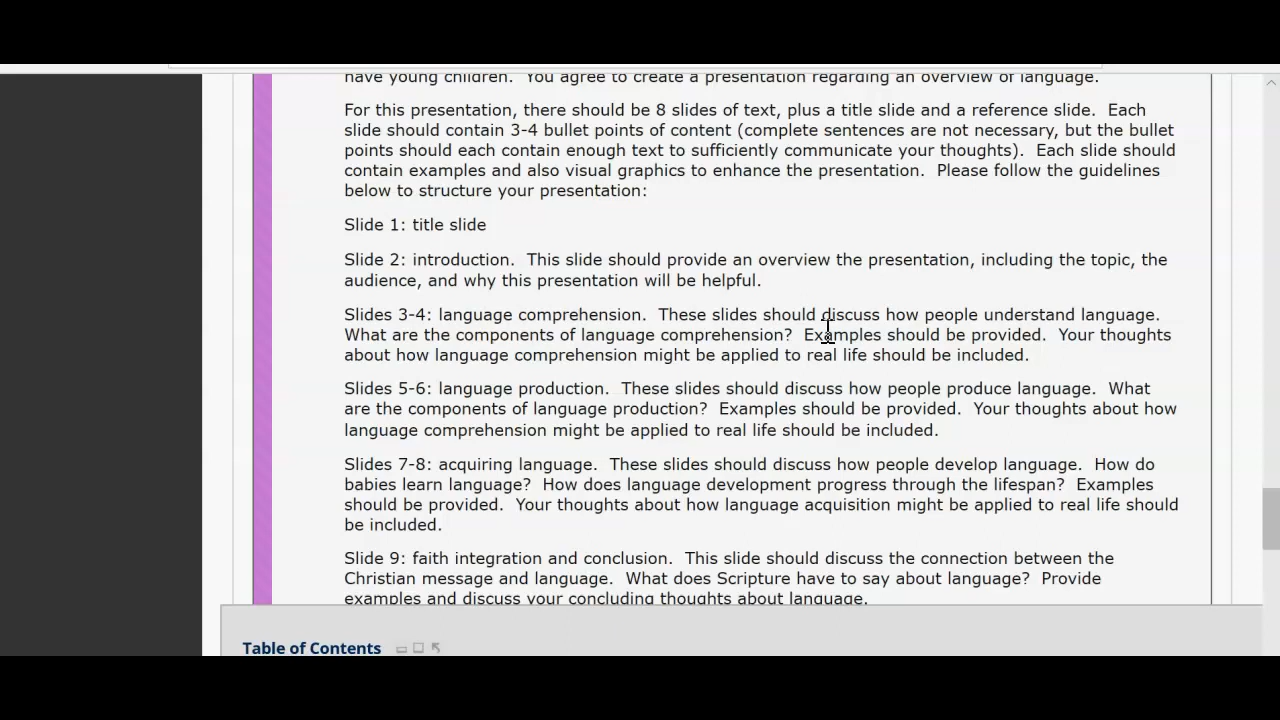 have young children.  You agree to create a presentation regarding an overview of language.
For this presentation, there should be 8 slides of text, plus a title slide and a reference slide.  Each
slide should contain 3-4 bullet points of content (complete sentences are not necessary, but the bullet
points should each contain enough text to sufficiently communicate your thoughts).  Each slide should
contain examples and also visual graphics to enhance the presentation.  Please follow the guidelines
below to structure your presentation:
Slide 1: title slide
Slide 2: introduction.  This slide should provide an overview the presentation, including the topic, the
audience, and why this presentation will be helpful.
Slides 3-4: language comprehension.  These slides should discuss how people understand language.
What are the components of language comprehension?  Examples should be provided.  Your thoughts
about how language comprehension might be applied to real life should be included.
Slides 5-6: language production.  These slides should discuss how people produce language.  What
are the components of language production?  Examples should be provided.  Your thoughts about how
language comprehension might be applied to real life should be included.
Slides 7-8: acquiring language.  These slides should discuss how people develop language.  How do
babies learn language?  How does language development progress through the lifespan?  Examples
should be provided.  Your thoughts about how language acquisition might be applied to real life should
be included.
Slide 9: faith integration and conclusion.  This slide should discuss the connection between the
Christian message and language.  What does Scripture have to say about language?  Provide
examples and discuss your concluding thoughts about language.
Table of Contents